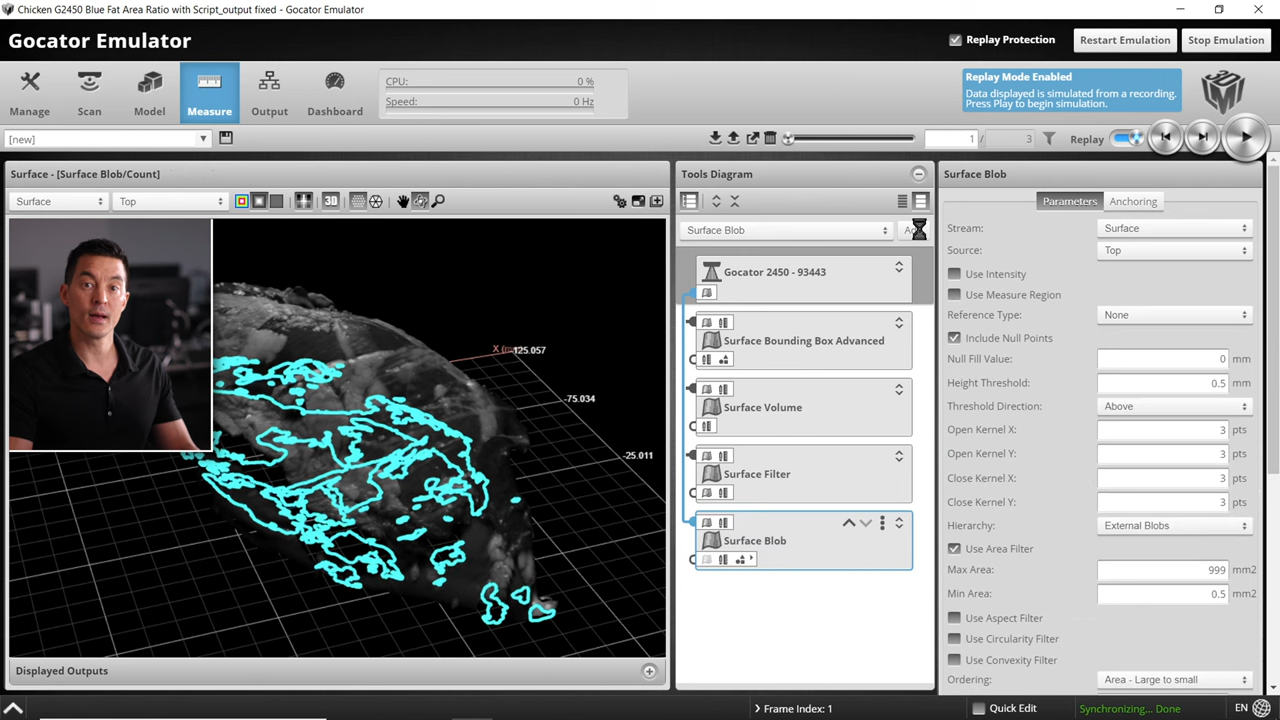 Chicken G2450 Blue Fat Area Ratio with Script_output fixed - Gocator Emulator
Gocator Emulator
Replay Protection
Restart Emulation
Stop Emulation
Manage
Scan
Model
Measure
Output
Dashboard
CPU: 0 %
Speed: 0 Hz
Replay Mode Enabled
Data displayed is simulated from a recording.
Press Play to begin simulation.
[new]
1 / 3
Replay
Surface - [Surface Blob/Count]
Surface
Top
3D
125.057
-75.034
-25.011
Displayed Outputs
Tools Diagram
Surface Blob
Gocator 2450 - 93443
Surface Bounding Box Advanced
Surface Volume
Surface Filter
Surface Blob
Surface Blob
Parameters
Anchoring
Stream: Surface
Source: Top
Use Intensity
Use Measure Region
Reference Type: None
Include Null Points
Null Fill Value: 0 mm
Height Threshold: 0.5 mm
Threshold Direction: Above
Open Kernel X: 3 pts
Open Kernel Y: 3 pts
Close Kernel X: 3 pts
Close Kernel Y: 3 pts
Hierarchy: External Blobs
Use Area Filter
Max Area: 999 mm2
Min Area: 0.5 mm2
Use Aspect Filter
Use Circularity Filter
Use Convexity Filter
Ordering: Area - Large to small
Frame Index: 1
Quick Edit
Synchronizing... Done
EN